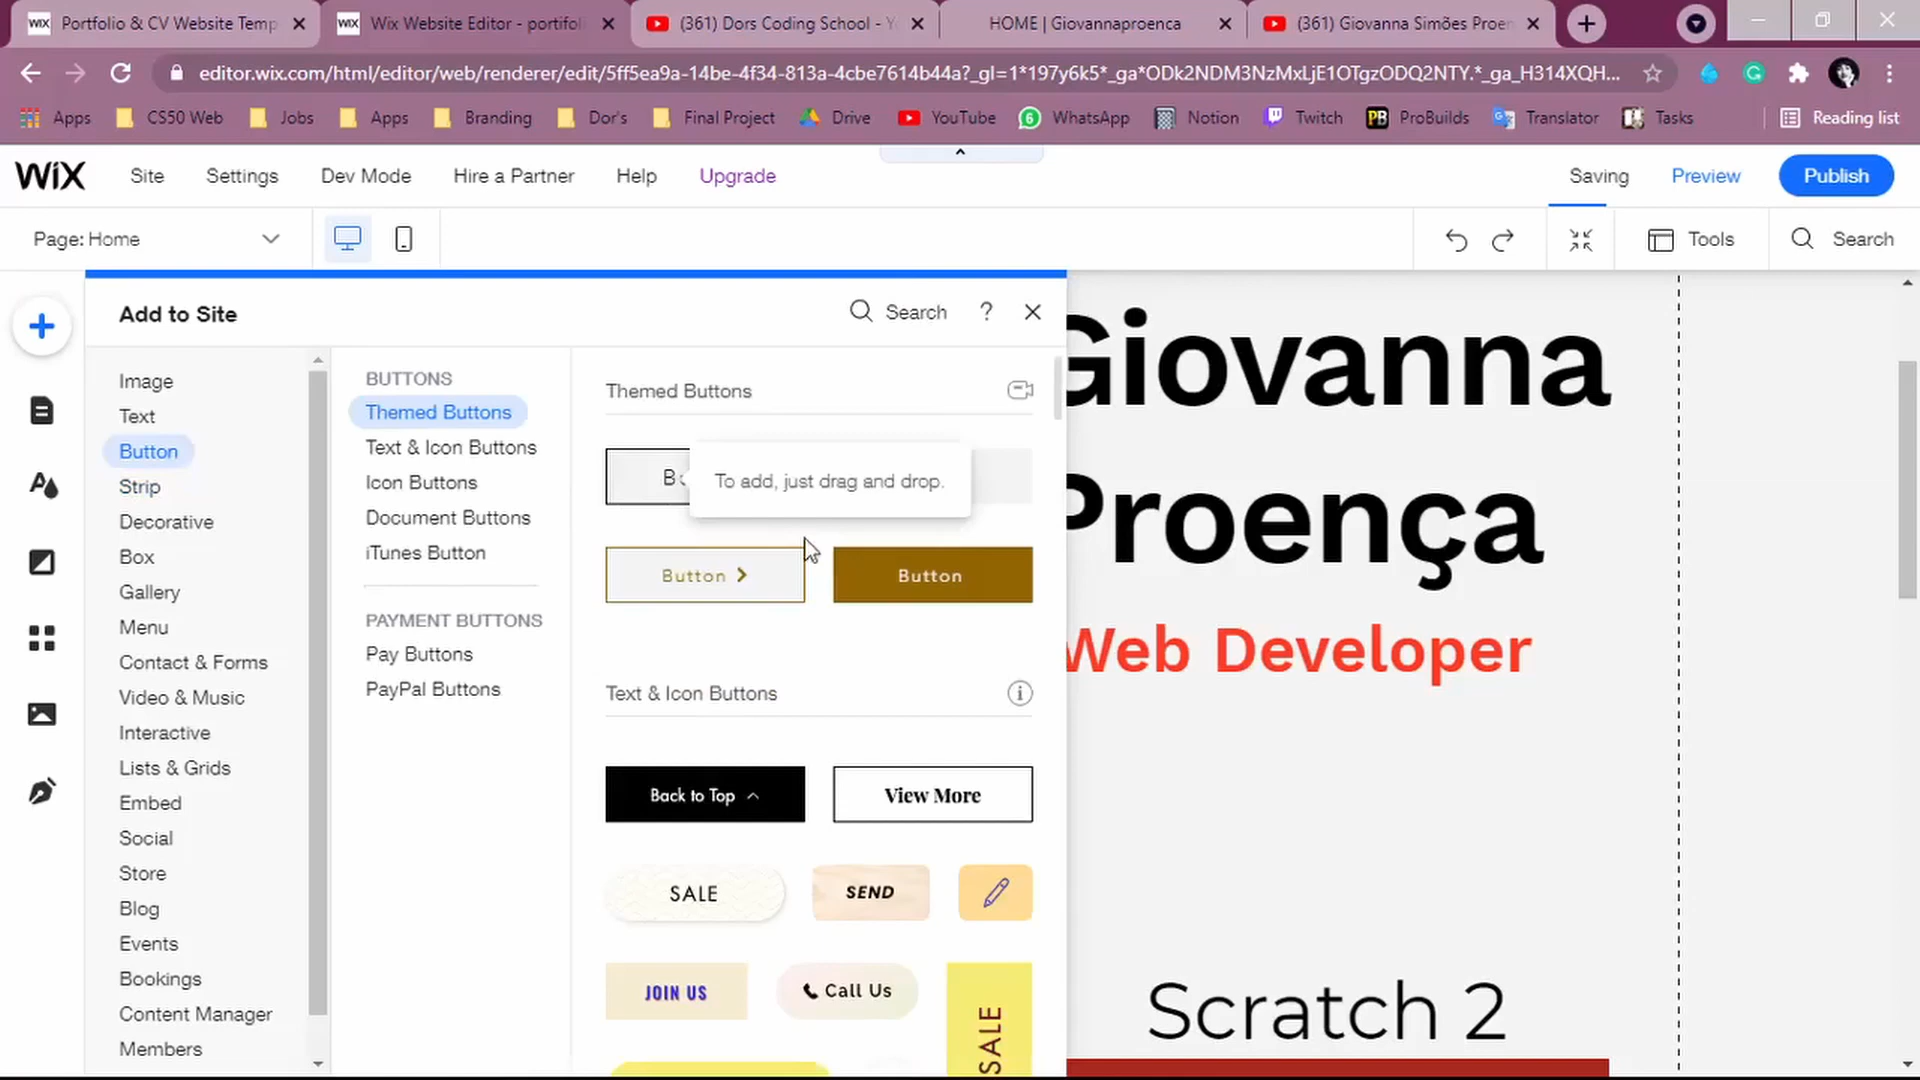 Portfolio & CV Website Temp
Wix Website Editor - portifoli
(361) Dors Coding School - Y
HOME | Giovannaproenca
(361) Giovanna Simões Proen
editor.wix.com/html/editor/web/renderer/edit/5ff5ea9a-14be-4f34-813a-4cbe7614b44a?_gl=1*197y6k5*_ga*ODk2NDM3NzMxLjE1OTgzODQ2NTY.*_ga_H314XQH...
Apps
CS50 Web
Jobs
Apps
Branding
Dor's
Final Project
Drive
YouTube
6
WhatsApp
Notion
Twitch
PB
ProBuilds
Translator
Tasks
Reading list
WiX
Site
Settings
Dev Mode
Hire a Partner
Help
Upgrade
Saving
Preview
Publish
Page: Home
Tools
Search
Add to Site
Search
?
Image
Text
Button
Strip
Decorative
Box
Gallery
Menu
Contact & Forms
Video & Music
Interactive
Lists & Grids
Embed
Social
Store
Blog
Events
Bookings
Content Manager
Members
BUTTONS
Themed Buttons
Text & Icon Buttons
Icon Buttons
Document Buttons
iTunes Button
PAYMENT BUTTONS
Pay Buttons
PayPal Buttons
Themed Buttons
To add, just drag and drop.
Button
Button
Text & Icon Buttons
Back to Top
View More
SALE
SEND
JOIN US
Call Us
SALE
Giovanna
Proença
Web Developer
Scratch 2